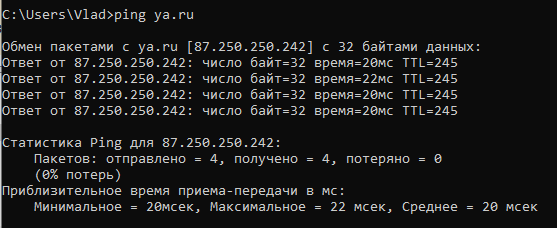 C:\Users\Vlad>ping ya.ru
Обмен пакетами с ya.ru [87.250.250.242] с 32 байтами данных:
Ответ от 87.250.250.242: число байт=32 время=20мс TTL=245
Ответ от 87.250.250.242: число байт=32 время=22мс TTL=245
Ответ от 87.250.250.242: число байт=32 время=20мс TTL=245
Ответ от 87.250.250.242: число байт=32 время=20мс TTL=245
Статистика Ping для 87.250.250.242:
Пакетов: отправлено = 4, получено = 4, потеряно = 0
(0% потерь)
Приблизительное время приема-передачи в мс:
Минимальное = 20мсек, Максимальное = 22 мсек, Среднее = 20 мсек